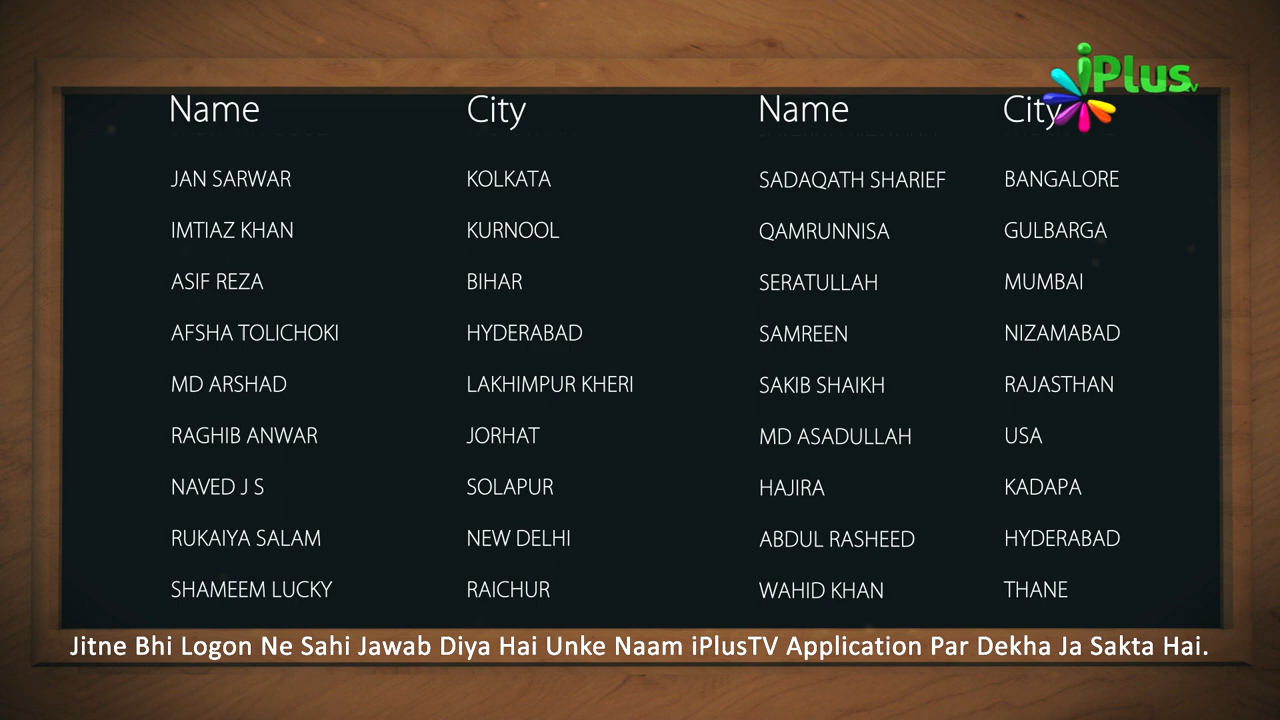 iPlus TV
Name City Name City
JAN SARWAR KOLKATA SADAQATH SHARIEF BANGALORE
IMTIAZ KHAN KURNOOL QAMRUNNISA GULBARGA
ASIF REZA BIHAR SERATULLAH MUMBAI
AFSHA TOLICHOKI HYDERABAD SAMREEN NIZAMABAD
MD ARSHAD LAKHIMPUR KHERI SAKIB SHAIKH RAJASTHAN
RAGHIB ANWAR JORHAT MD ASADULLAH USA
NAVED J S SOLAPUR HAJIRA KADAPA
RUKAIYA SALAM NEW DELHI ABDUL RASHEED HYDERABAD
SHAMEEM LUCKY RAICHUR WAHID KHAN THANE
Jitne Bhi Logon Ne Sahi Jawab Diya Hai Unke Naam iPlusTV Application Par Dekha Ja Sakta Hai.